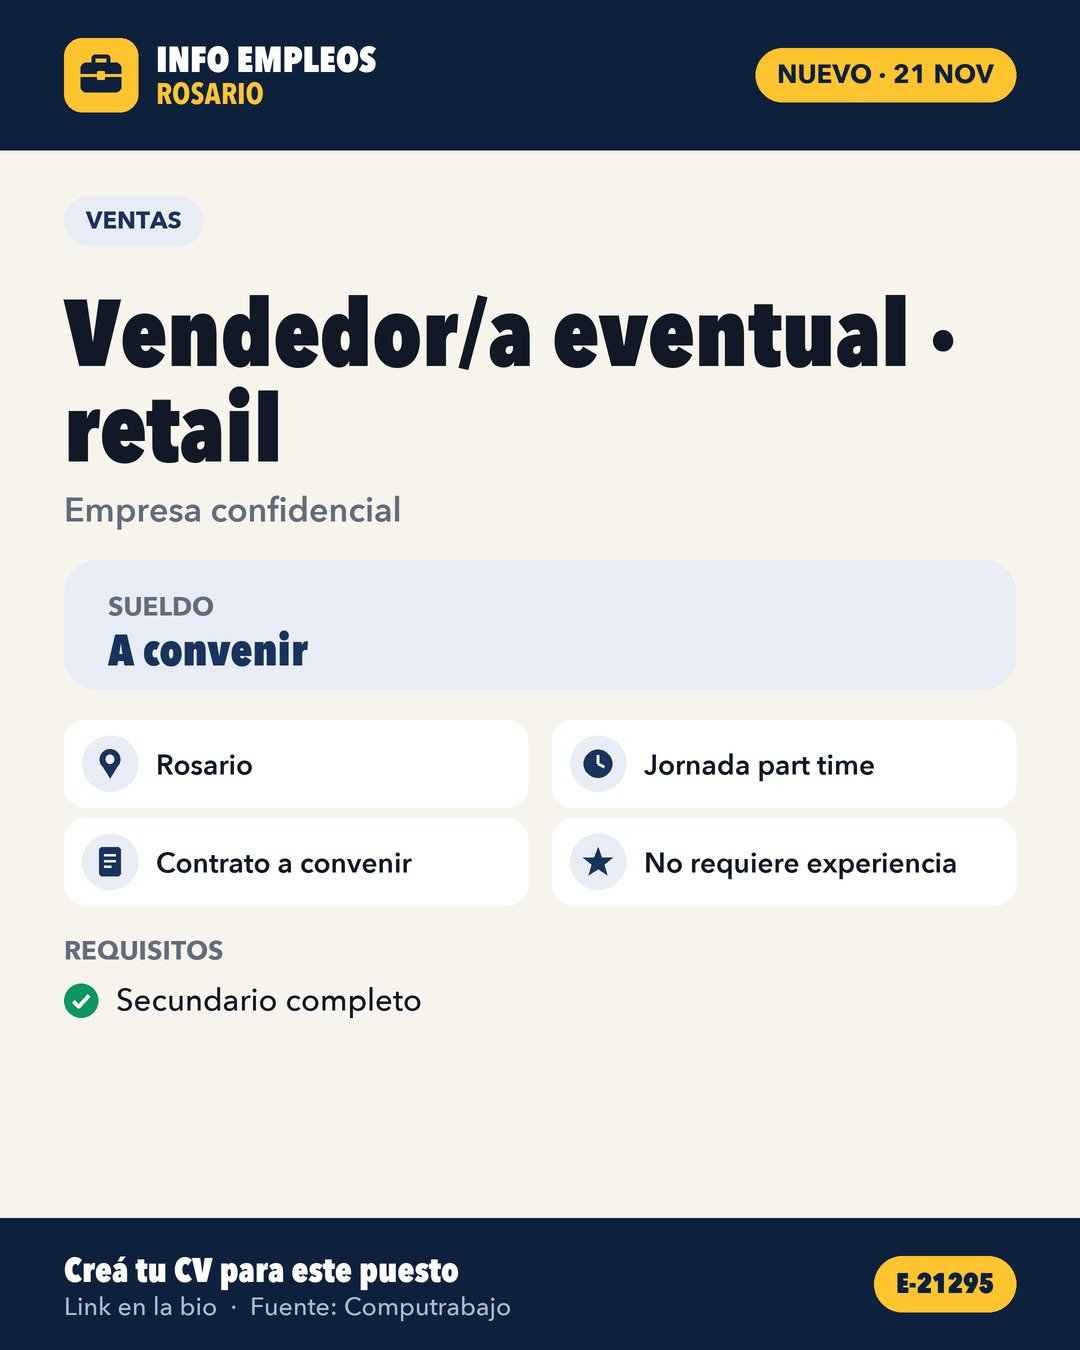 INFO EMPLEOS
ROSARIO
NUEVO · 21 NOV
VENTAS
Vendedor/a eventual ·
retail
Empresa confidencial
SUELDO
A convenir
Rosario
Jornada part time
Contrato a convenir
No requiere experiencia
REQUISITOS
Secundario completo
Creá tu CV para este puesto
Link en la bio · Fuente: Computrabajo
E-21295